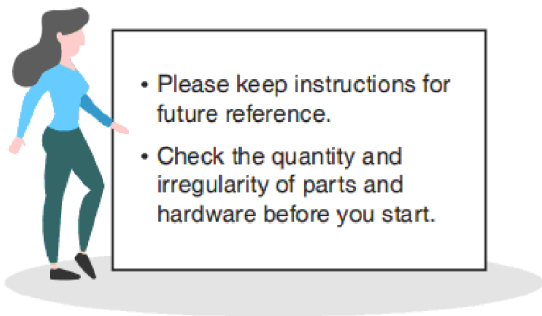 • Please keep instructions for
future reference.
• Check the quantity and
irregularity of parts and
hardware before you start.